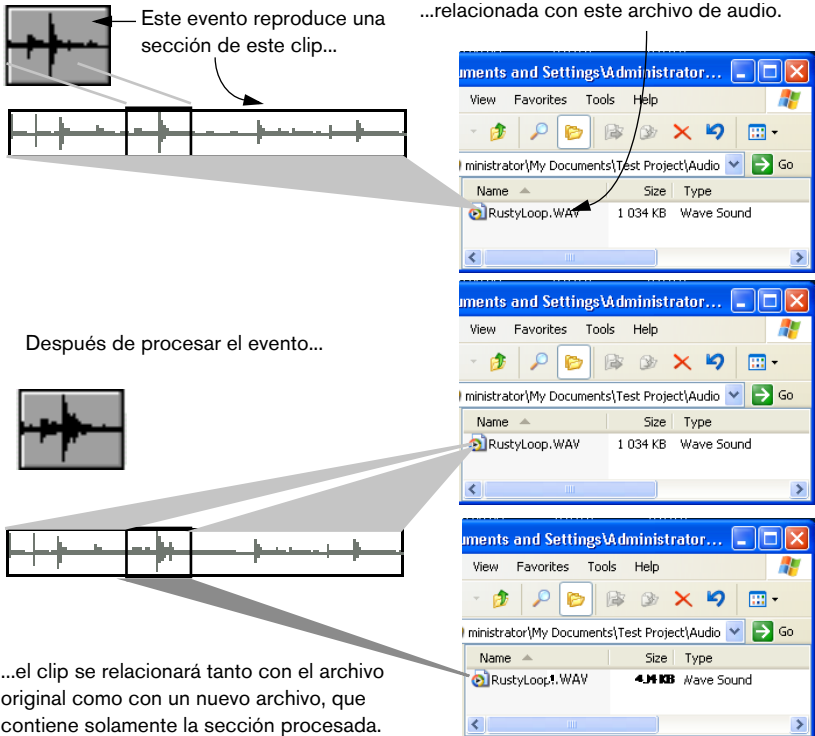 Este evento reproduce una
sección de este clip...
...relacionada con este archivo de audio.
uments and Settings\Administrator...
View Favorites Tools Help
ministrator\My Documents\Test Project\Audio Go
Name Size Type
RustyLoop.WAV 1 034 KB Wave Sound
Después de procesar el evento...
uments and Settings\Administrator...
View Favorites Tools Help
ministrator\My Documents\Test Project\Audio Go
Name Size Type
RustyLoop.WAV 1 034 KB Wave Sound
...el clip se relacionará tanto con el archivo
original como con un nuevo archivo, que
contiene solamente la sección procesada.
uments and Settings\Administrator...
View Favorites Tools Help
ministrator\My Documents\Test Project\Audio Go
Name Size Type
KB Wave Sound